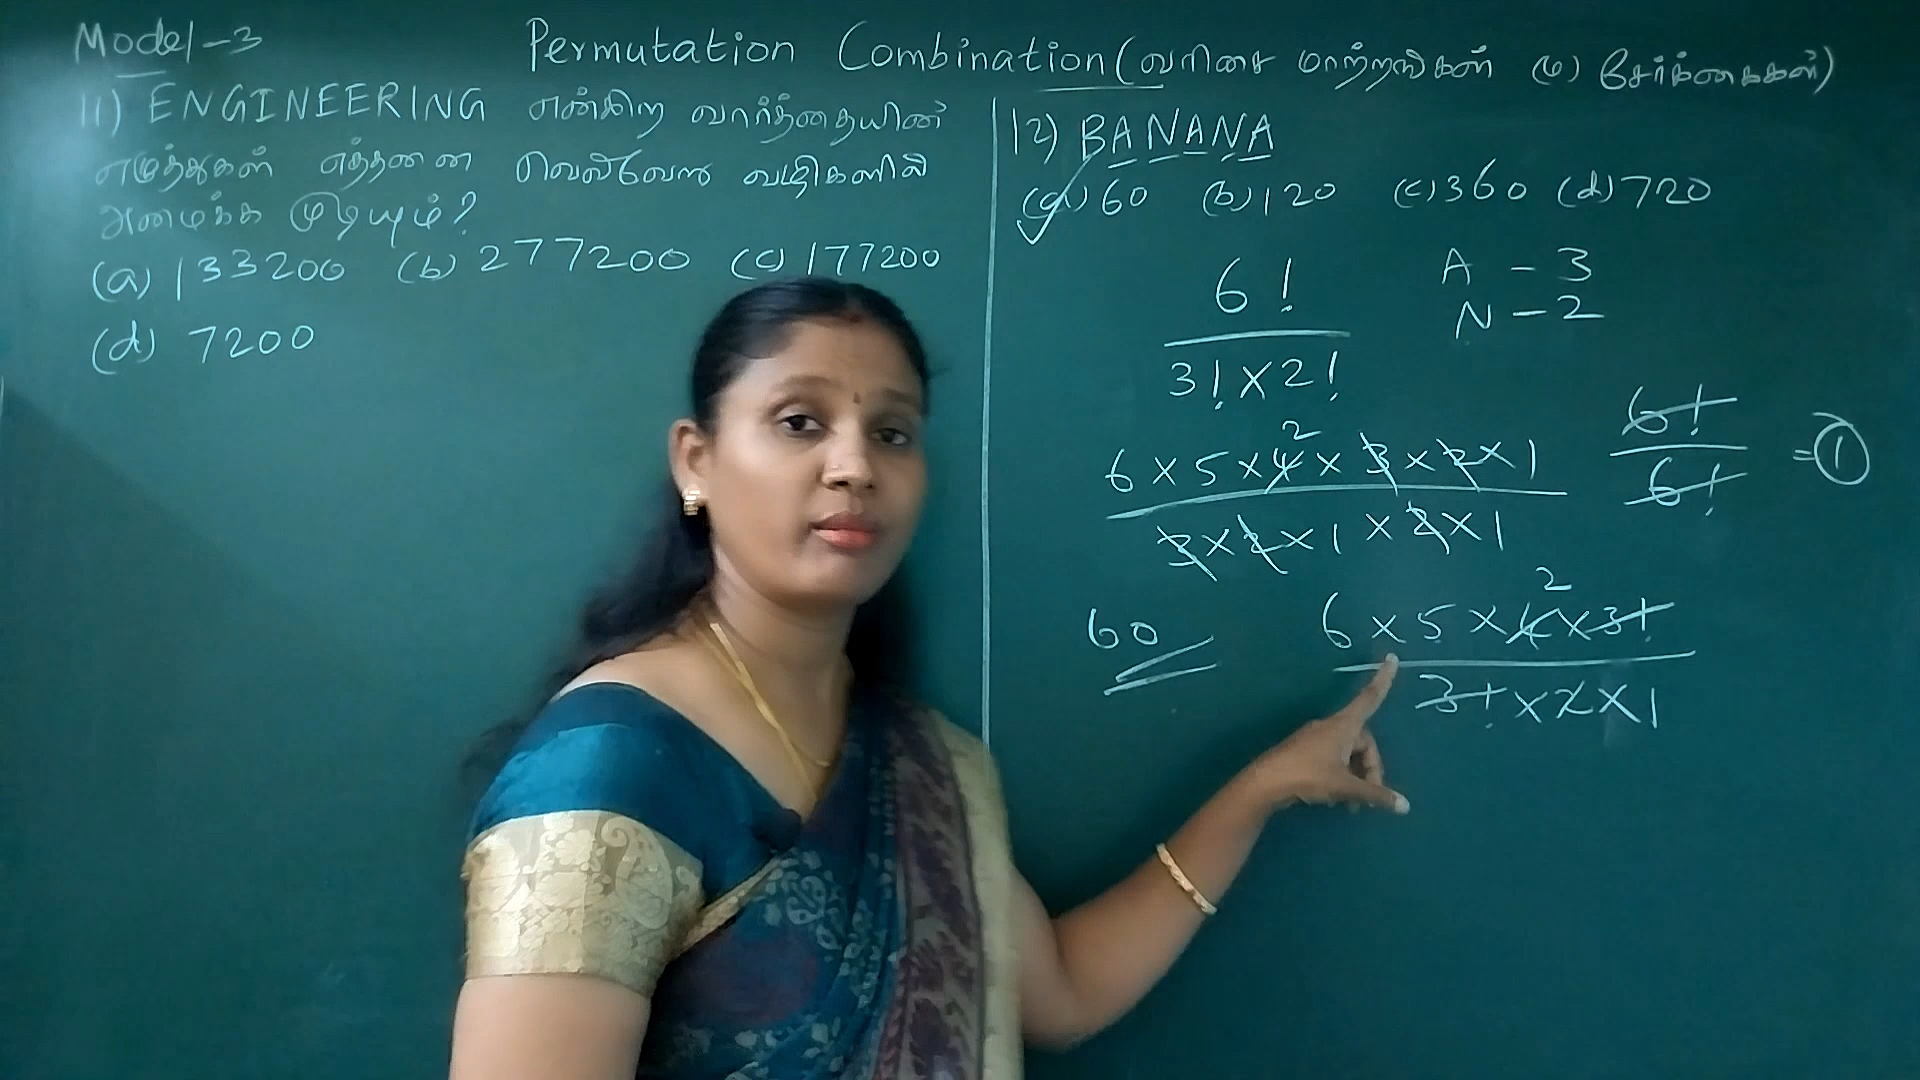 Model-3
Permutation Combination (வரிசை மாற்றங்கள் (ம) சேர்க்கைகள்)
11) ENGINEERING என்கிற வார்த்தையின்
எழுத்துகள் எத்தனை வெவ்வேறு வழிகளில்
அமைக்க முடியும்?
(a) 133200 (b) 277200 (c) 177200
(d) 7200
12) BANANA
(a) 60 (b) 120 (c) 360 (d) 720
6!
3! x 2!
A - 3
N - 2
2
6 x 5 x 4 x 3 x 2 x 1
3 x 2 x 1 x 2 x 1
6!
6!
= 1
60
2
6 x 5 x 4 x 3!
3! x 2 x 1